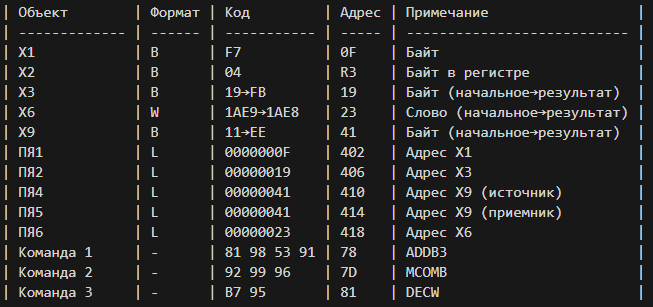 | Объект      | Формат | Код         | Адрес | Примечание                 |
| ------------- | ------ | ----------- | ----- | ---------------------------- |
| X1          | B      | F7          | 0F    | Байт                       |
| X2          | B      | 04          | R3    | Байт в регистре            |
| X3          | B      | 19→FB       | 19    | Байт (начальное→результат) |
| X6          | W      | 1AE9→1AE8   | 23    | Слово (начальное→результат) |
| X9          | B      | 11→EE       | 41    | Байт (начальное→результат) |
| ПЯ1         | L      | 0000000F    | 402   | Адрес X1                   |
| ПЯ2         | L      | 00000019    | 406   | Адрес X3                   |
| ПЯ4         | L      | 00000041    | 410   | Адрес X9 (источник)        |
| ПЯ5         | L      | 00000041    | 414   | Адрес X9 (приемник)        |
| ПЯ6         | L      | 00000023    | 418   | Адрес X6                   |
| Команда 1   | -      | 81 98 53 91 | 78    | ADDB3                      |
| Команда 2   | -      | 92 99 96    | 7D    | MCOMB                      |
| Команда 3   | -      | B7 95       | 81    | DECW                       |